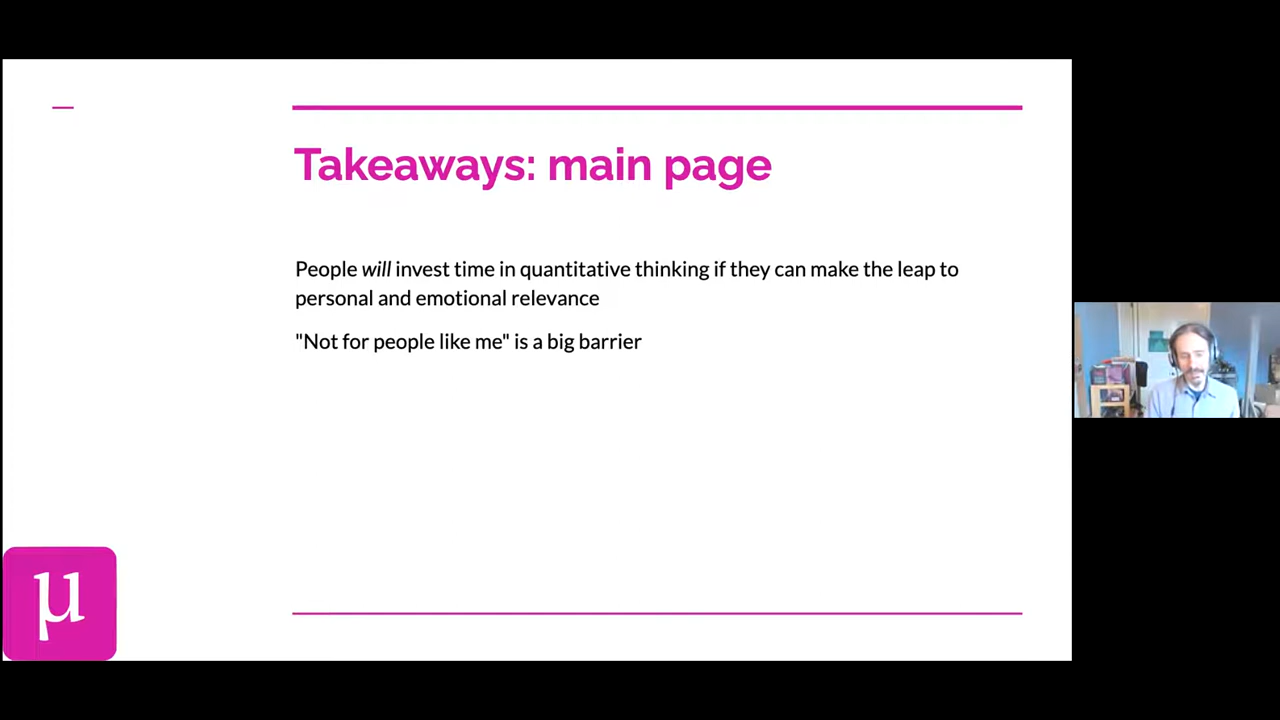 Takeaways: main page
People will invest time in quantitative thinking if they can make the leap to
personal and emotional relevance
"Not for people like me" is a big barrier
μ